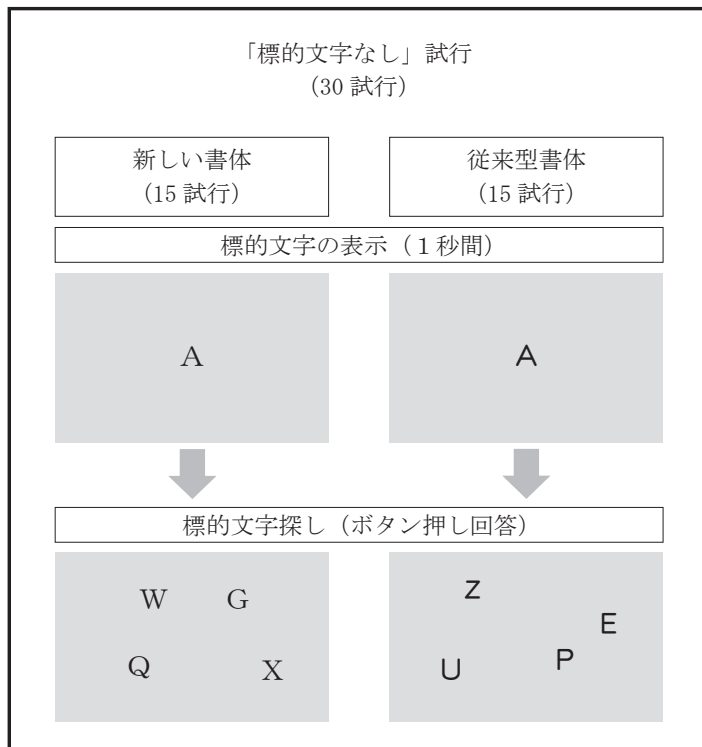 「標的文字なし」試行
（30 試行）
新しい書体
（15 試行）
従来型書体
（15 試行）
標的文字の表示（１秒間）
A
A
標的文字探し（ボタン押し回答）
W G
Q X
Z
E
U P